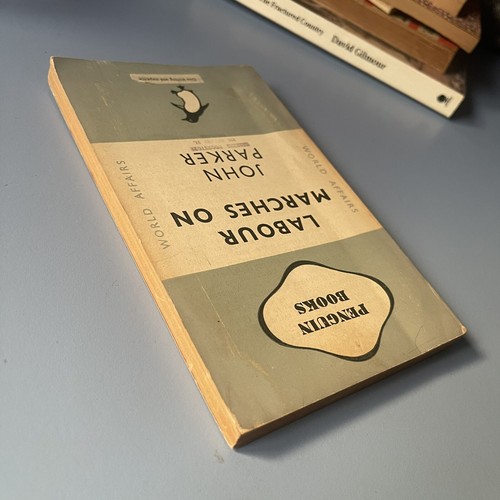 PENGUIN
BOOKS
WORLD AFFAIRS
LABOUR
MARCHES ON
JOHN
PARKER
WORLD AFFAIRS
Fractured Country
David Gilmour